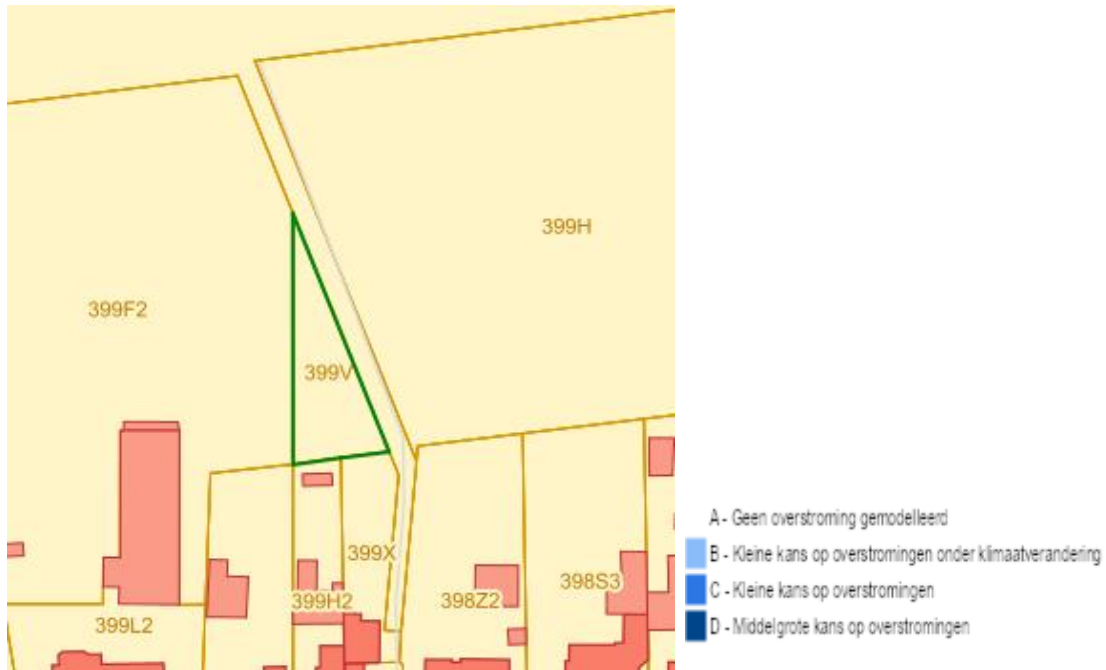 399H
399F2
399V
399X
398S3
399H2
398Z2
399L2
A - Geen overstroming gemodelleerd
B - Kleine kans op overstromingen onder klimaatverandering
C - Kleine kans op overstromingen
D - Middelgrote kans op overstromingen